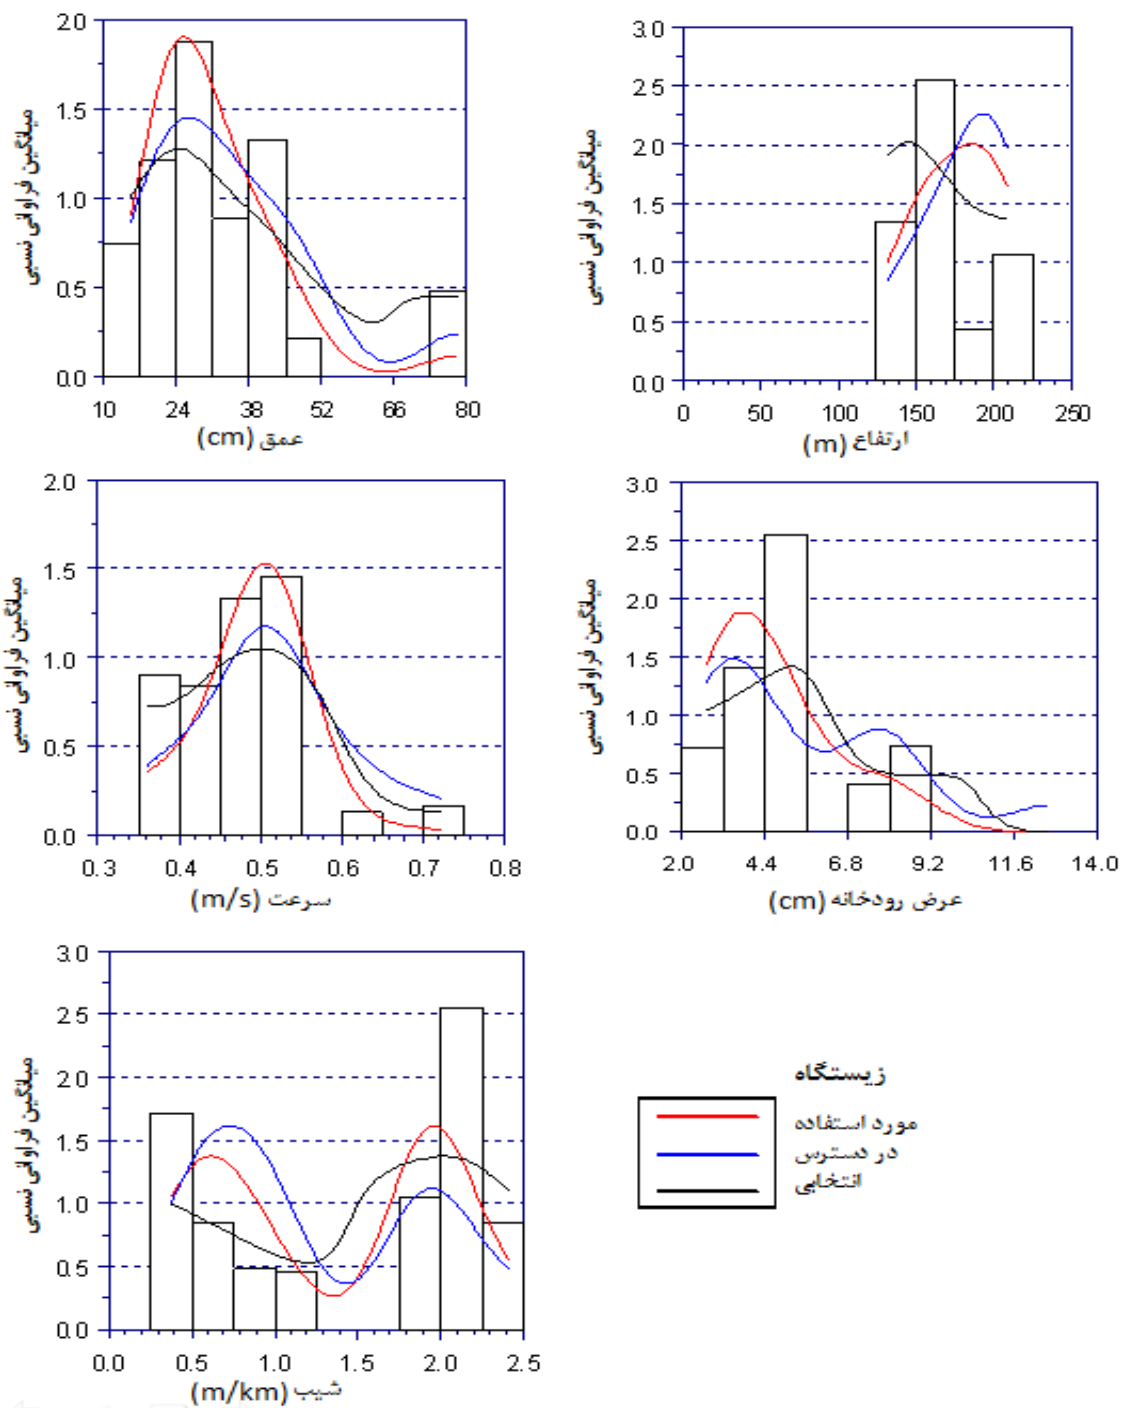 میانگین فراوانی نسبی
2.0
1.5
1.0
0.5
0.0
10 24 38 52 66 80
عمق (cm)
میانگین فراوانی نسبی
3.0
2.5
2.0
1.5
1.0
0.5
0.0
0 50 100 150 200 250
ارتفاع (m)
میانگین فراوانی نسبی
2.0
1.5
1.0
0.5
0.0
0.3 0.4 0.5 0.6 0.7 0.8
سرعت (m/s)
میانگین فراوانی نسبی
3.0
2.5
2.0
1.5
1.0
0.5
0.0
2.0 4.4 6.8 9.2 11.6 14.0
عرض رودخانه (cm)
میانگین فراوانی نسبی
3.0
2.5
2.0
1.5
1.0
0.5
0.0
0.0 0.5 1.0 1.5 2.0 2.5
شیب (m/km)
زیستگاه
مورد استفاده
در دسترس
انتخابی